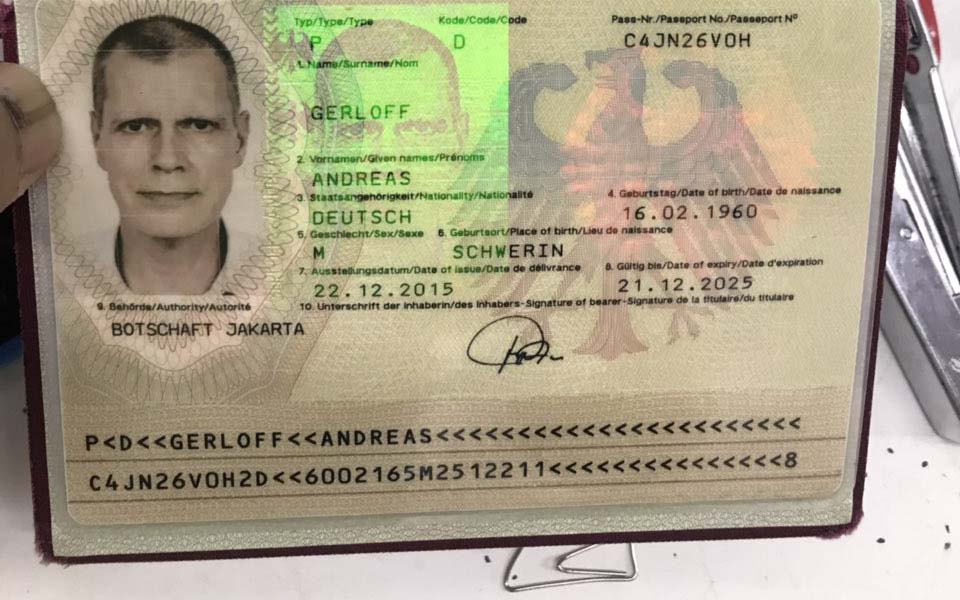 Typ/Type/Type Kode/Code/Code Pass-Nr./Passport No./Passeport Nº
P D C4JN26VOH
1. Name/Surname/Nom
GERLOFF
2. Vornamen/Given names/Prénoms
ANDREAS
3. Staatsangehörigkeit/Nationality/Nationalité 4. Geburtstag/Date of birth/Date de naissance
DEUTSCH 16.02.1960
5. Geschlecht/Sex/Sexe 6. Geburtsort/Place of birth/Lieu de naissance
M SCHWERIN
7. Ausstellungsdatum/Date of issue/Date de délivrance 8. Gültig bis/Date of expiry/Date d'expiration
22.12.2015 21.12.2025
9. Behörde/Authority/Autorité 10. Unterschrift der Inhaberin/des Inhabers-Signature of bearer-Signature de la titulaire/du titulaire
BOTSCHAFT JAKARTA
P<D<<GERLOFF<<ANDREAS<<<<<<<<<<<<<<<<<<<<<<<
C4JN26VOH2D<<6002165M2512211<<<<<<<<<<<<<<<8